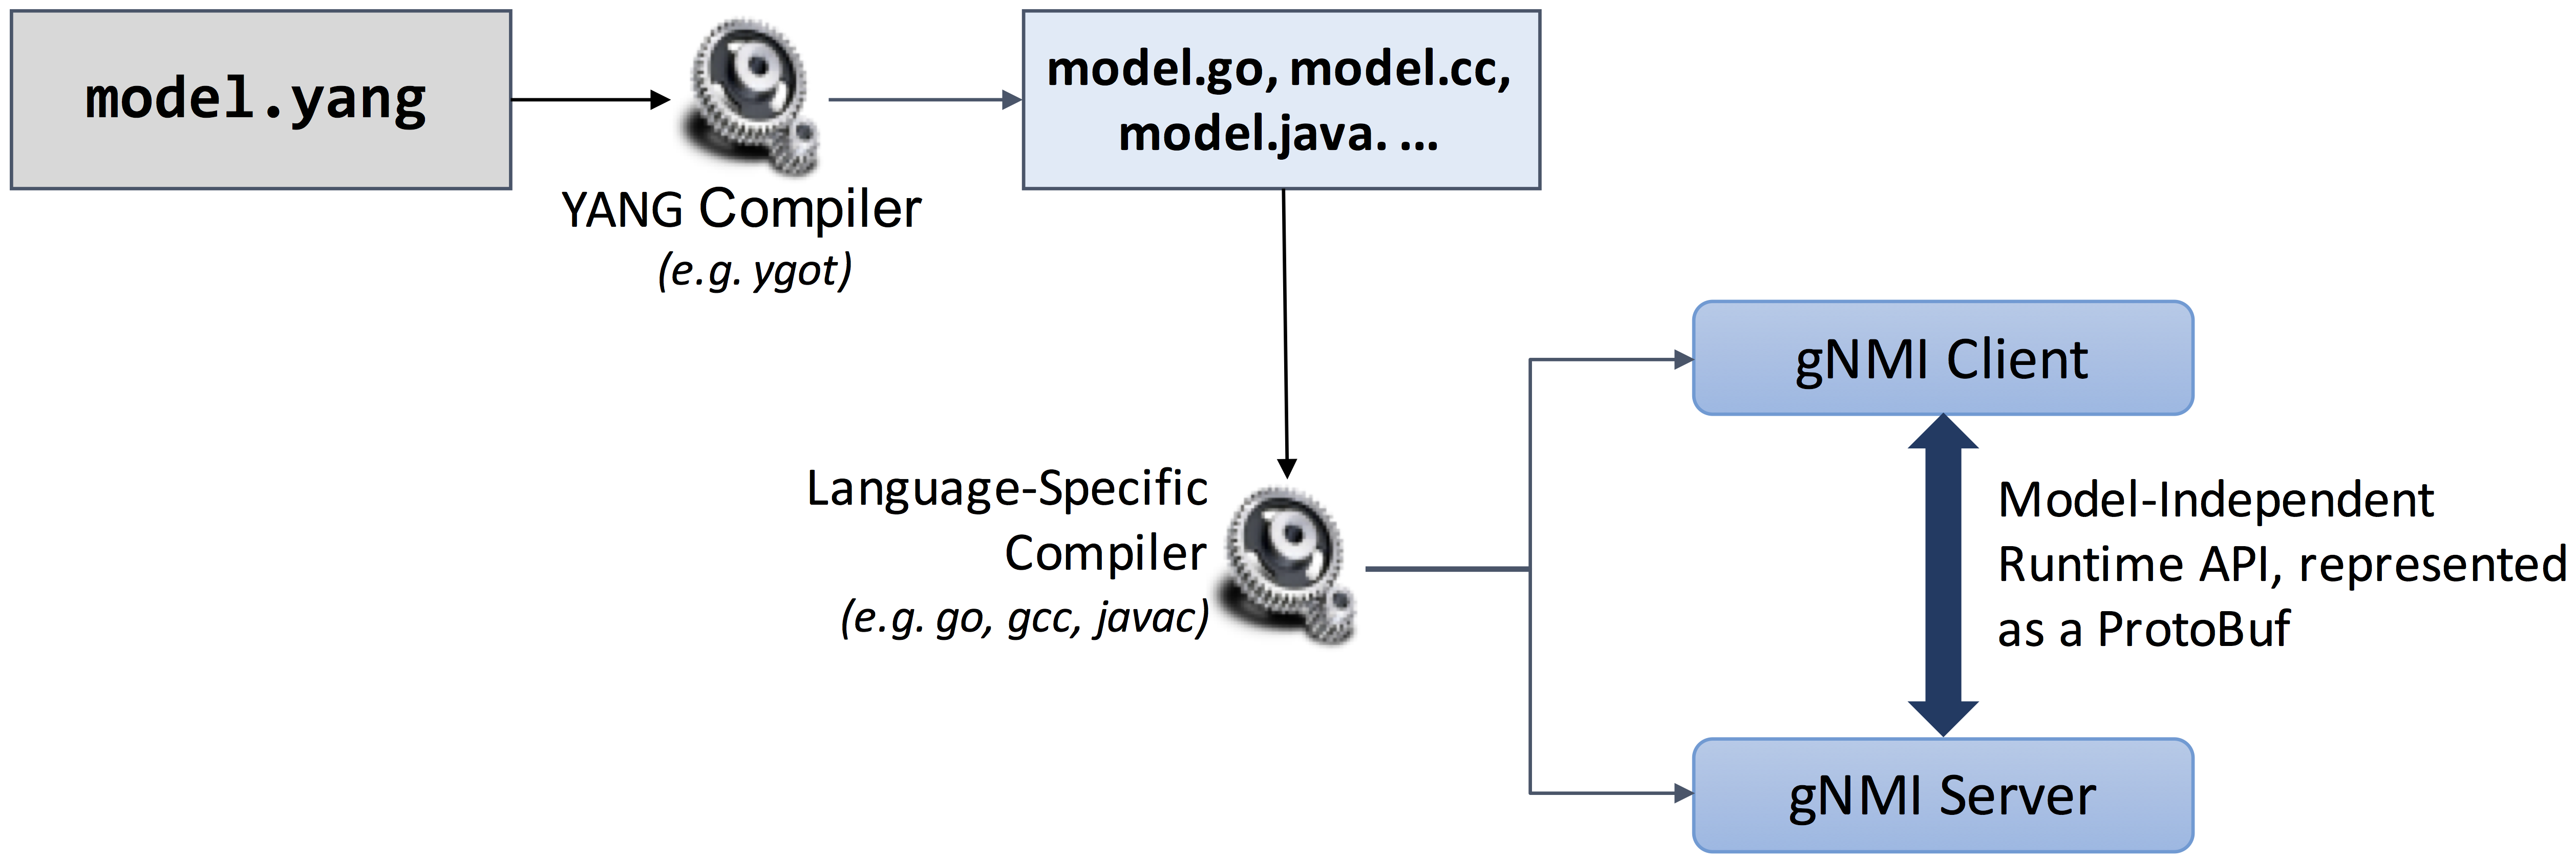 model.yang
YANG Compiler
(e.g. ygot)
model.go, model.cc,
model.java. ...
Language-Specific
Compiler
(e.g. go, gcc, javac)
gNMI Client
Model-Independent
Runtime API, represented
as a ProtoBuf
gNMI Server